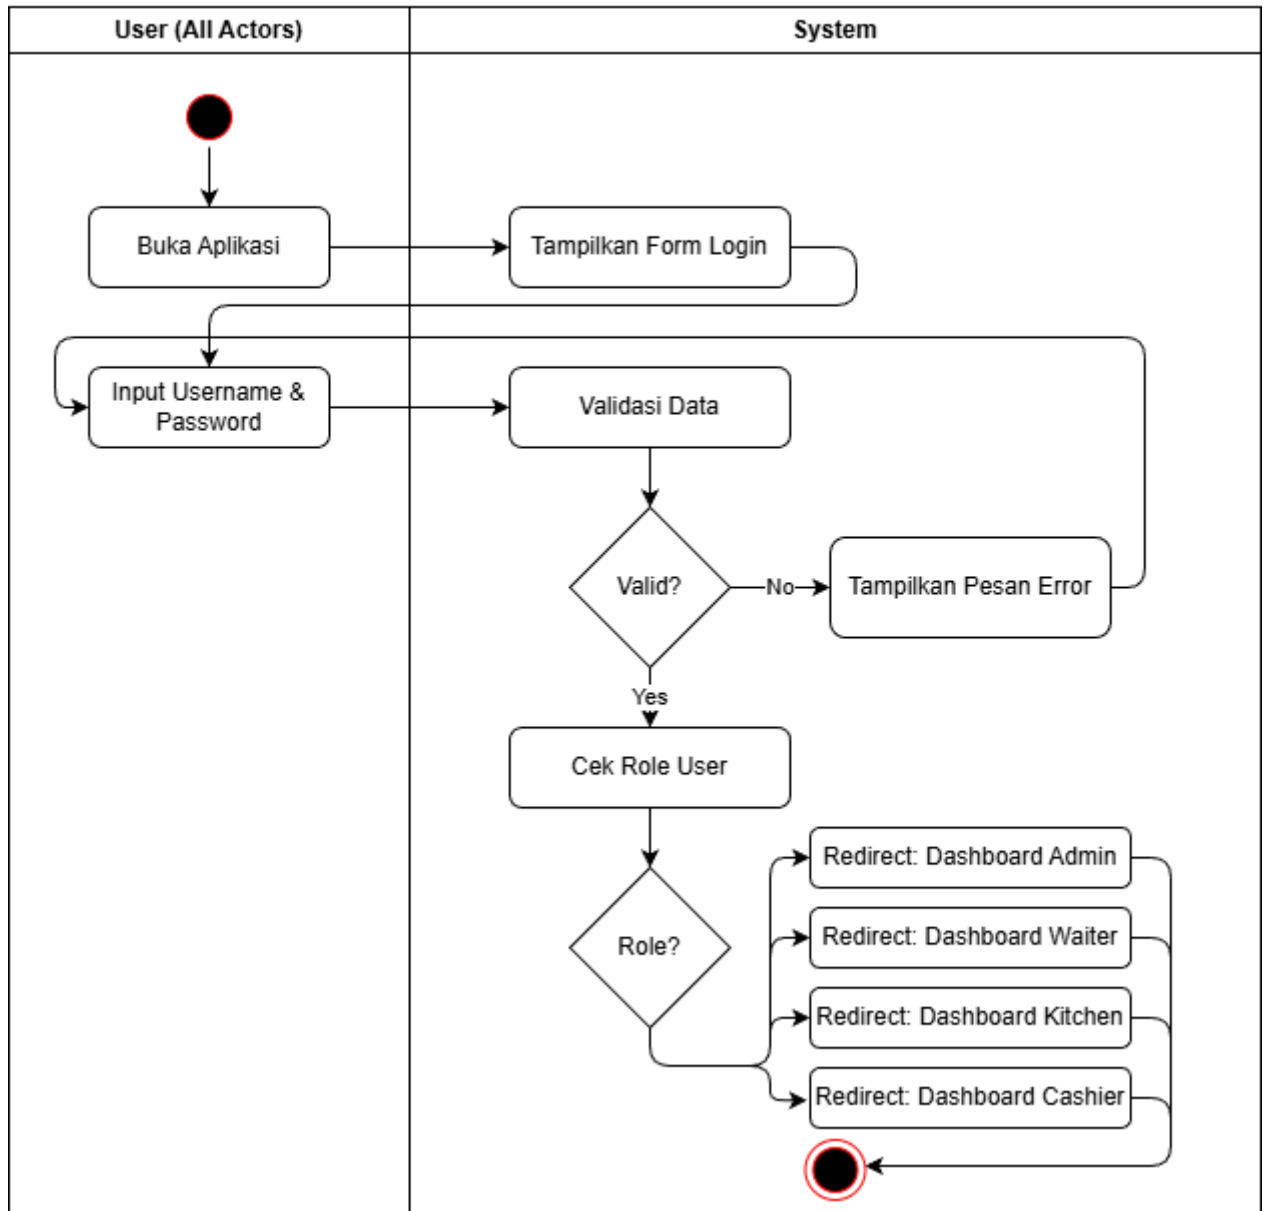 User (All Actors)
System
Buka Aplikasi
Tampilkan Form Login
Input Username &
Password
Validasi Data
Valid?
No
Tampilkan Pesan Error
Yes
Cek Role User
Role?
Redirect: Dashboard Admin
Redirect: Dashboard Waiter
Redirect: Dashboard Kitchen
Redirect: Dashboard Cashier